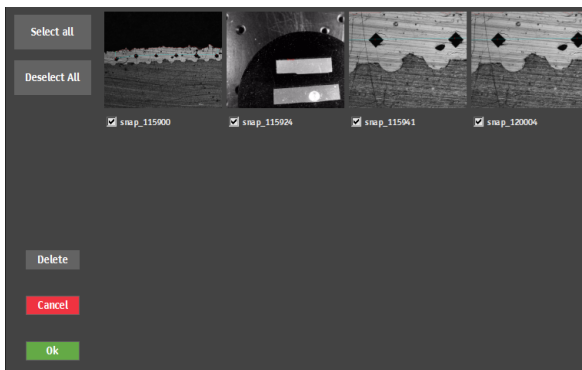 Select all
Deselect All
snap_115900
snap_115924
snap_115941
snap_120004
Delete
Cancel
Ok